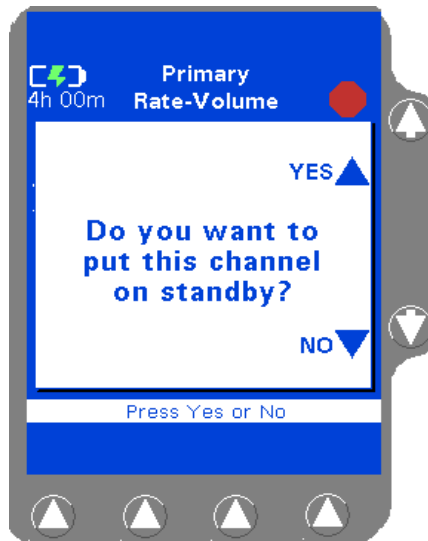 Primary
4h 00m Rate-Volume
YES
Do you want to
put this channel
on standby?
NO
Press Yes or No